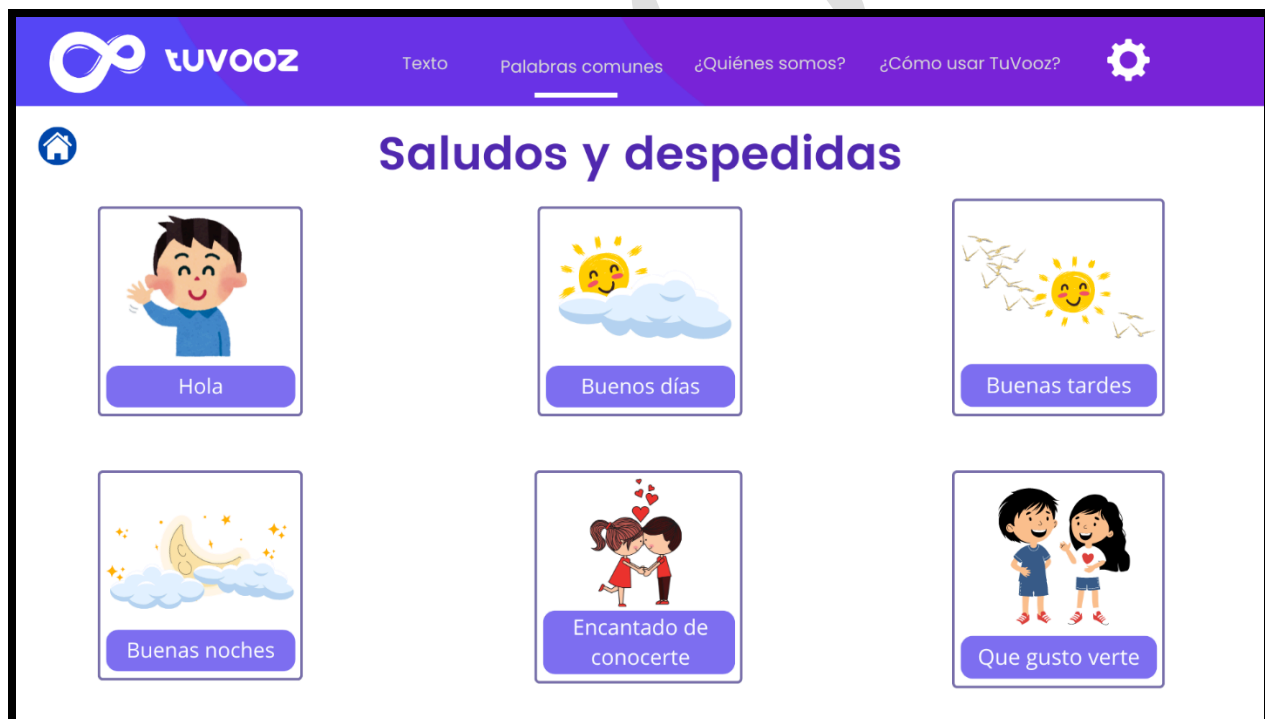 tuvooz
Texto
Palabras comunes
¿Quiénes somos?
¿Cómo usar TuVooz?
Saludos y despedidas
Hola
Buenos días
Buenas tardes
Buenas noches
Encantado de
conocerte
Que gusto verte